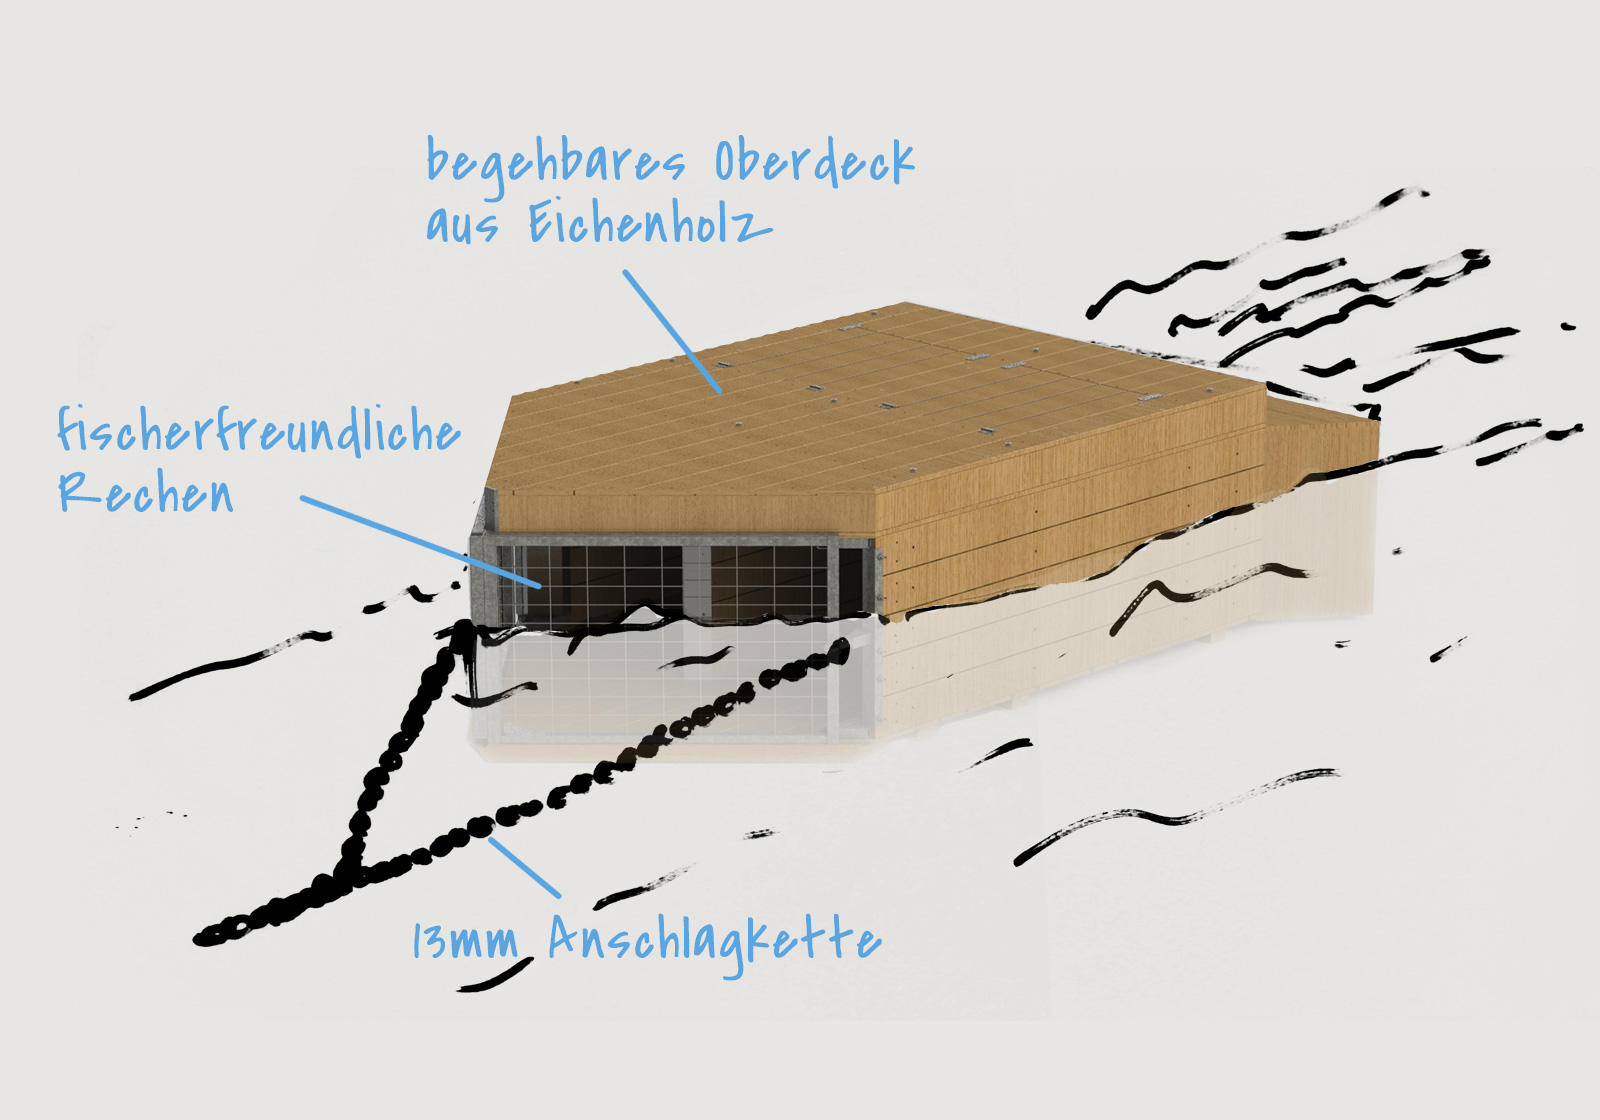 begehbares Oberdeck
aus Eichenholz
fischerfreundliche
Rechen
13mm Anschlagkette